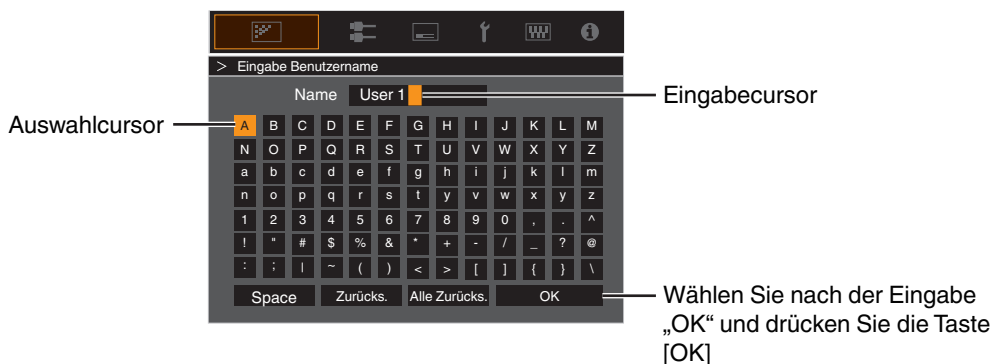 > Eingabe Benutzername
Name User 1
Eingabecursor
Auswahlcursor
A B C D E F G H I J K L M
N O P Q R S T U V W X Y Z
a b c d e f g h i j k l m
n o p q r s t y v w x y z
1 2 3 4 5 6 7 8 9 0 , . ^
! " # $ % & * + - / _ ? @
: ; | ~ ( ) < > [ ] { } \
Space Zurücks. Alle Zurücks. OK
Wählen Sie nach der Eingabe
„OK“ und drücken Sie die Taste
[OK]